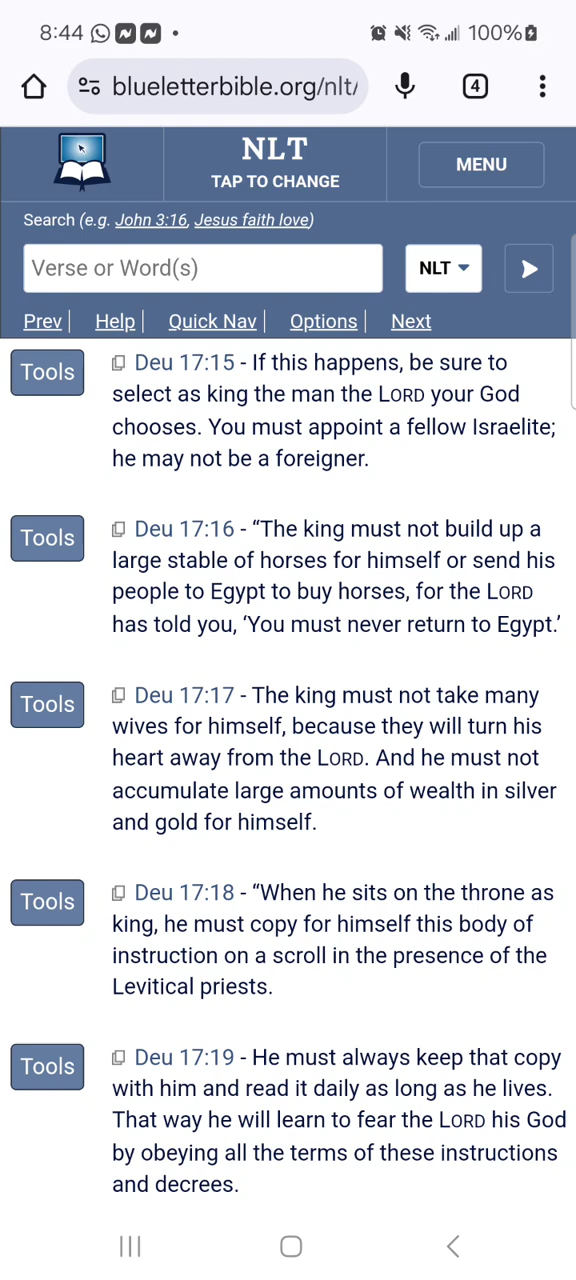 8:44
100%
blueletterbible.org/nlt/
4
NLT
TAP TO CHANGE
MENU
Search (e.g. John 3:16, Jesus faith love)
Verse or Word(s)
NLT
Prev | Help | Quick Nav | Options | Next
Tools
Deu 17:15 - If this happens, be sure to
select as king the man the LORD your God
chooses. You must appoint a fellow Israelite;
he may not be a foreigner.
Tools
Deu 17:16 - “The king must not build up a
large stable of horses for himself or send his
people to Egypt to buy horses, for the LORD
has told you, ‘You must never return to Egypt.’
Tools
Deu 17:17 - The king must not take many
wives for himself, because they will turn his
heart away from the LORD. And he must not
accumulate large amounts of wealth in silver
and gold for himself.
Tools
Deu 17:18 - “When he sits on the throne as
king, he must copy for himself this body of
instruction on a scroll in the presence of the
Levitical priests.
Tools
Deu 17:19 - He must always keep that copy
with him and read it daily as long as he lives.
That way he will learn to fear the LORD his God
by obeying all the terms of these instructions
and decrees.